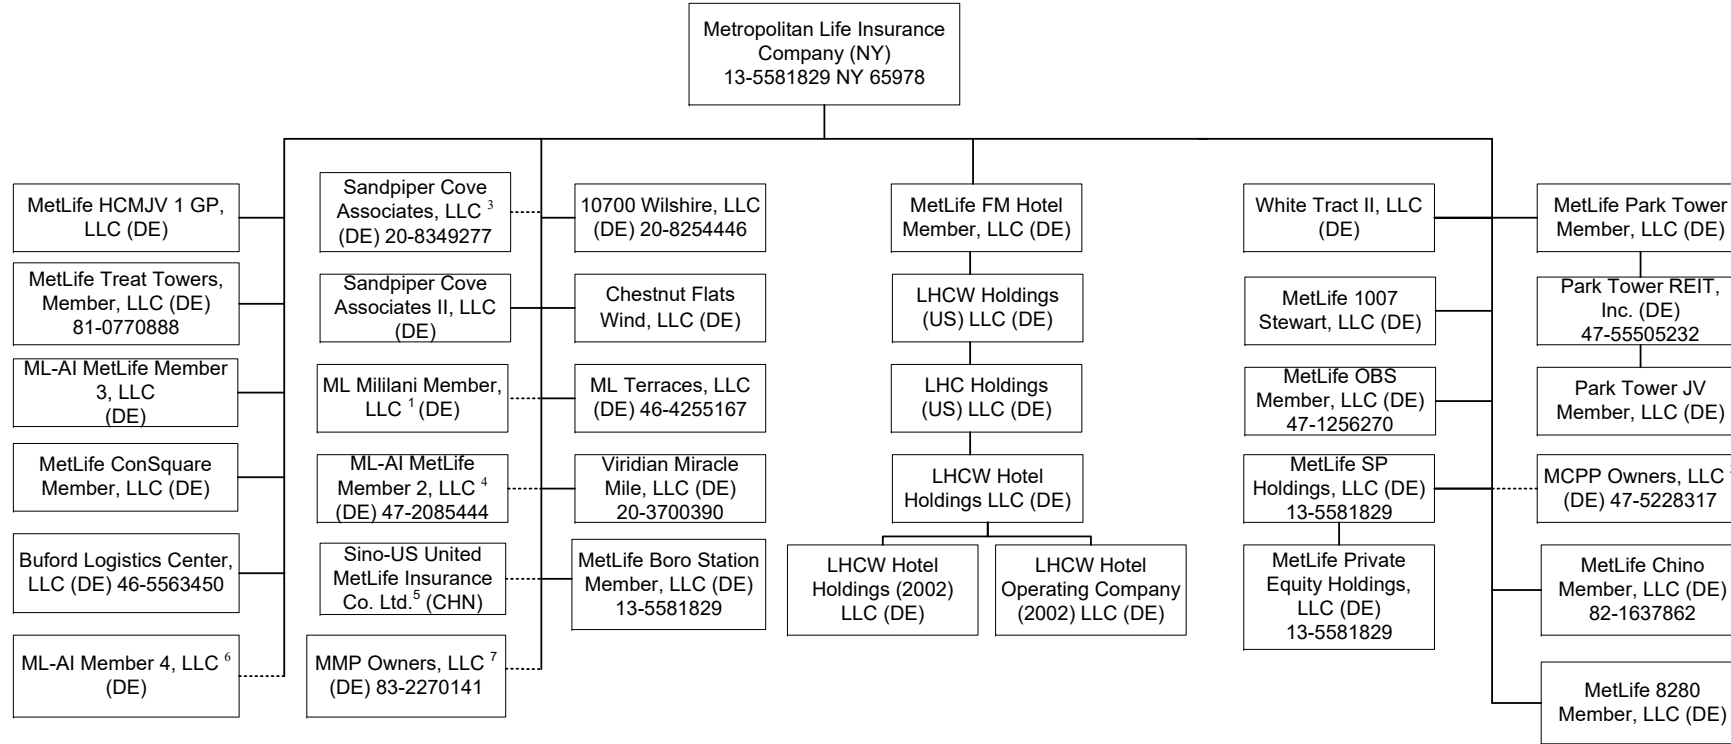 Metropolitan Life Insurance
Company (NY)
13-5581829 NY 65978
MetLife HCMJV 1 GP,
LLC (DE)
MetLife Treat Towers,
Member, LLC (DE)
81-0770888
ML-AI MetLife Member
3, LLC
(DE)
MetLife ConSquare
Member, LLC (DE)
Buford Logistics Center,
LLC (DE) 46-5563450
ML-AI Member 4, LLC 6
(DE)
Sandpiper Cove
Associates, LLC 3
(DE) 20-8349277
Sandpiper Cove
Associates II, LLC
(DE)
ML Mililani Member,
LLC 1 (DE)
ML-AI MetLife
Member 2, LLC 4
(DE) 47-2085444
Sino-US United
MetLife Insurance
Co. Ltd.5 (CHN)
MMP Owners, LLC 7
(DE) 83-2270141
10700 Wilshire, LLC
(DE) 20-8254446
Chestnut Flats
Wind, LLC (DE)
ML Terraces, LLC
(DE) 46-4255167
Viridian Miracle
Mile, LLC (DE)
20-3700390
MetLife Boro Station
Member, LLC (DE)
13-5581829
MetLife FM Hotel
Member, LLC (DE)
LHCW Holdings
(US) LLC (DE)
LHC Holdings
(US) LLC (DE)
LHCW Hotel
Holdings LLC (DE)
LHCW Hotel
Holdings (2002)
LLC (DE)
LHCW Hotel
Operating Company
(2002) LLC (DE)
White Tract II, LLC
(DE)
MetLife 1007
Stewart, LLC (DE)
MetLife OBS
Member, LLC (DE)
47-1256270
MetLife SP
Holdings, LLC (DE)
13-5581829
MetLife Private
Equity Holdings,
LLC (DE)
13-5581829
MetLife Park Tower
Member, LLC (DE)
Park Tower REIT,
Inc. (DE)
47-55505232
Park Tower JV
Member, LLC (DE)
MCPP Owners, LLC
(DE) 47-5228317
MetLife Chino
Member, LLC (DE)
82-1637862
MetLife 8280
Member, LLC (DE)